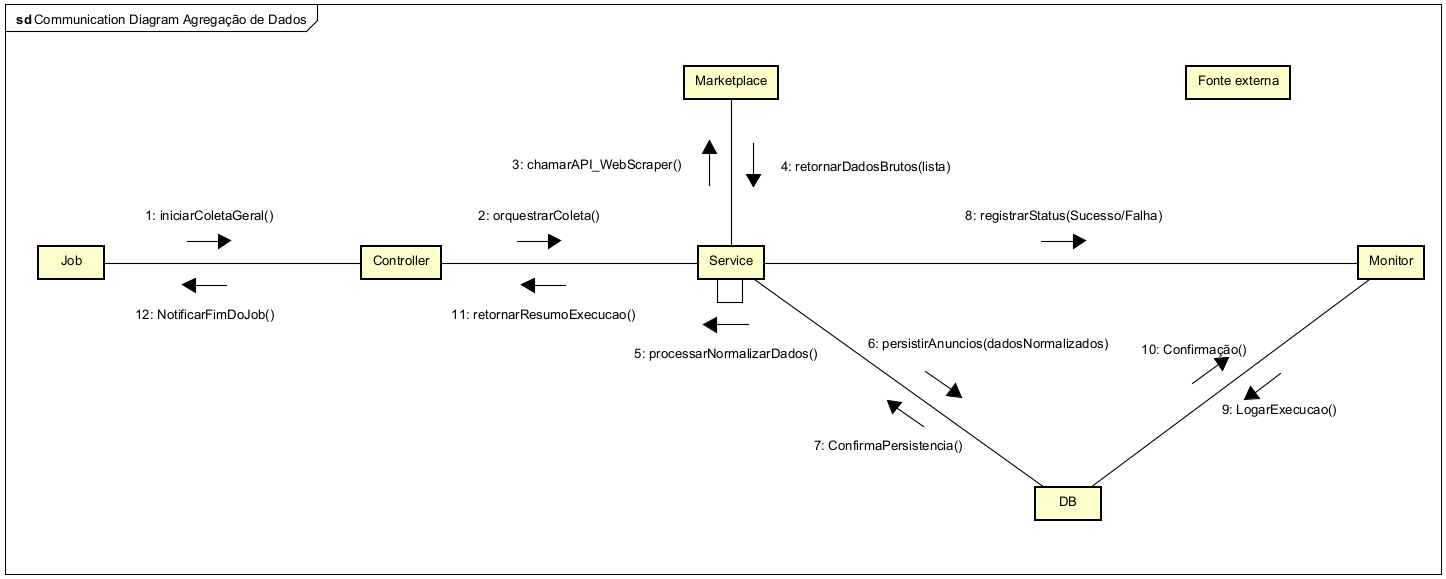 sd Communication Diagram Agregação de Dados
Marketplace
Fonte externa
3: chamarAPI_WebScraper()
4: retornarDadosBrutos(lista)
1: iniciarColetaGeral()
2: orquestrarColeta()
8: registrarStatus(Sucesso/Falha)
Job
Controller
Service
Monitor
12: NotificarFimDoJob()
11: retornarResumoExecucao()
5: processarNormalizarDados()
6: persistirAnuncios(dadosNormalizados)
10: Confirmação()
9: LogarExecucao()
7: ConfirmaPersistencia()
DB